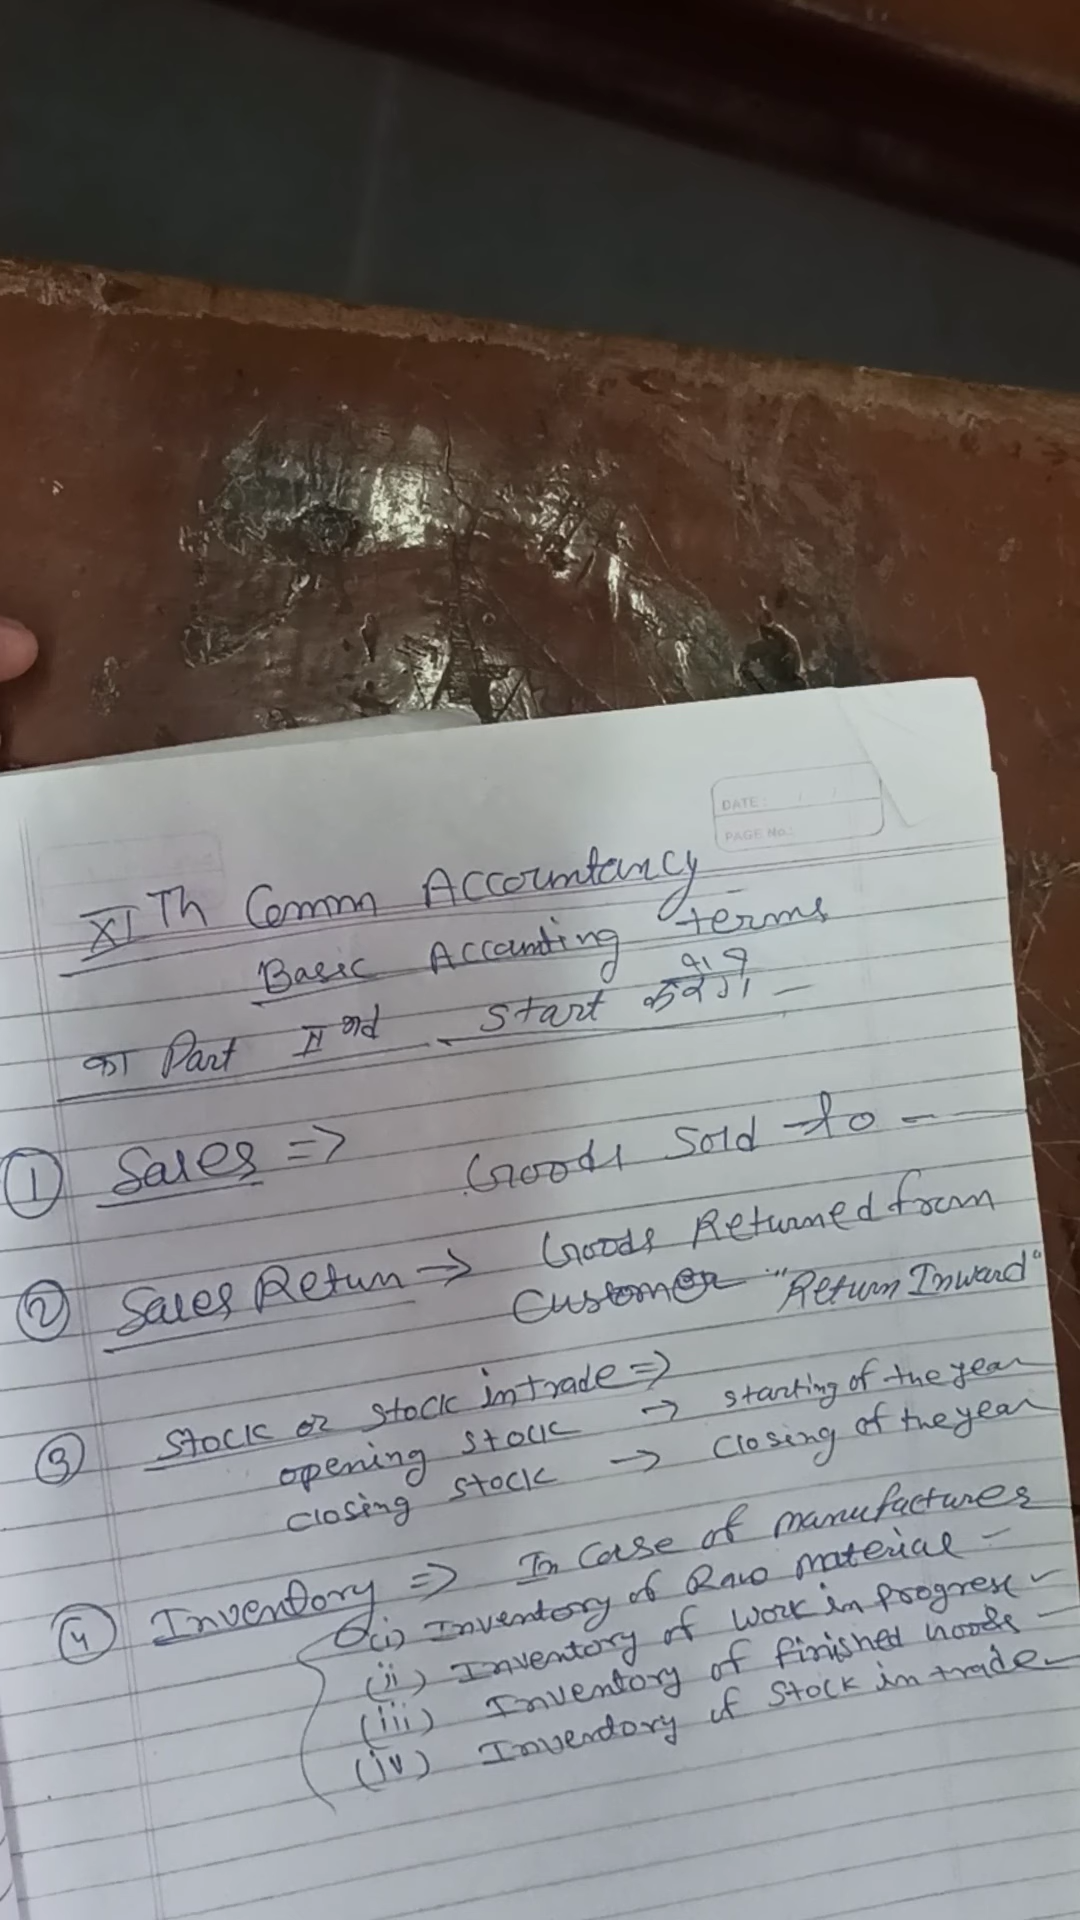 DATE: / /
PAGE No.:
XI Th Comm Accountancy
Basic Accounting terms
का Part II nd start करेंगे -
① Sales => Goods Sold to -
② Sales Retun → Goods Returned from
Customer "Return Inward"
③ Stock or stock in trade =>
opening stock → starting of the year
closing stock → closing of the year
④ Inventory => In Case of manufactures
(i) Inventory of Raw material -
(ii) Inventory of work in progress
(iii) Inventory of finished Goods -
(iv) Inventory of Stock in trade